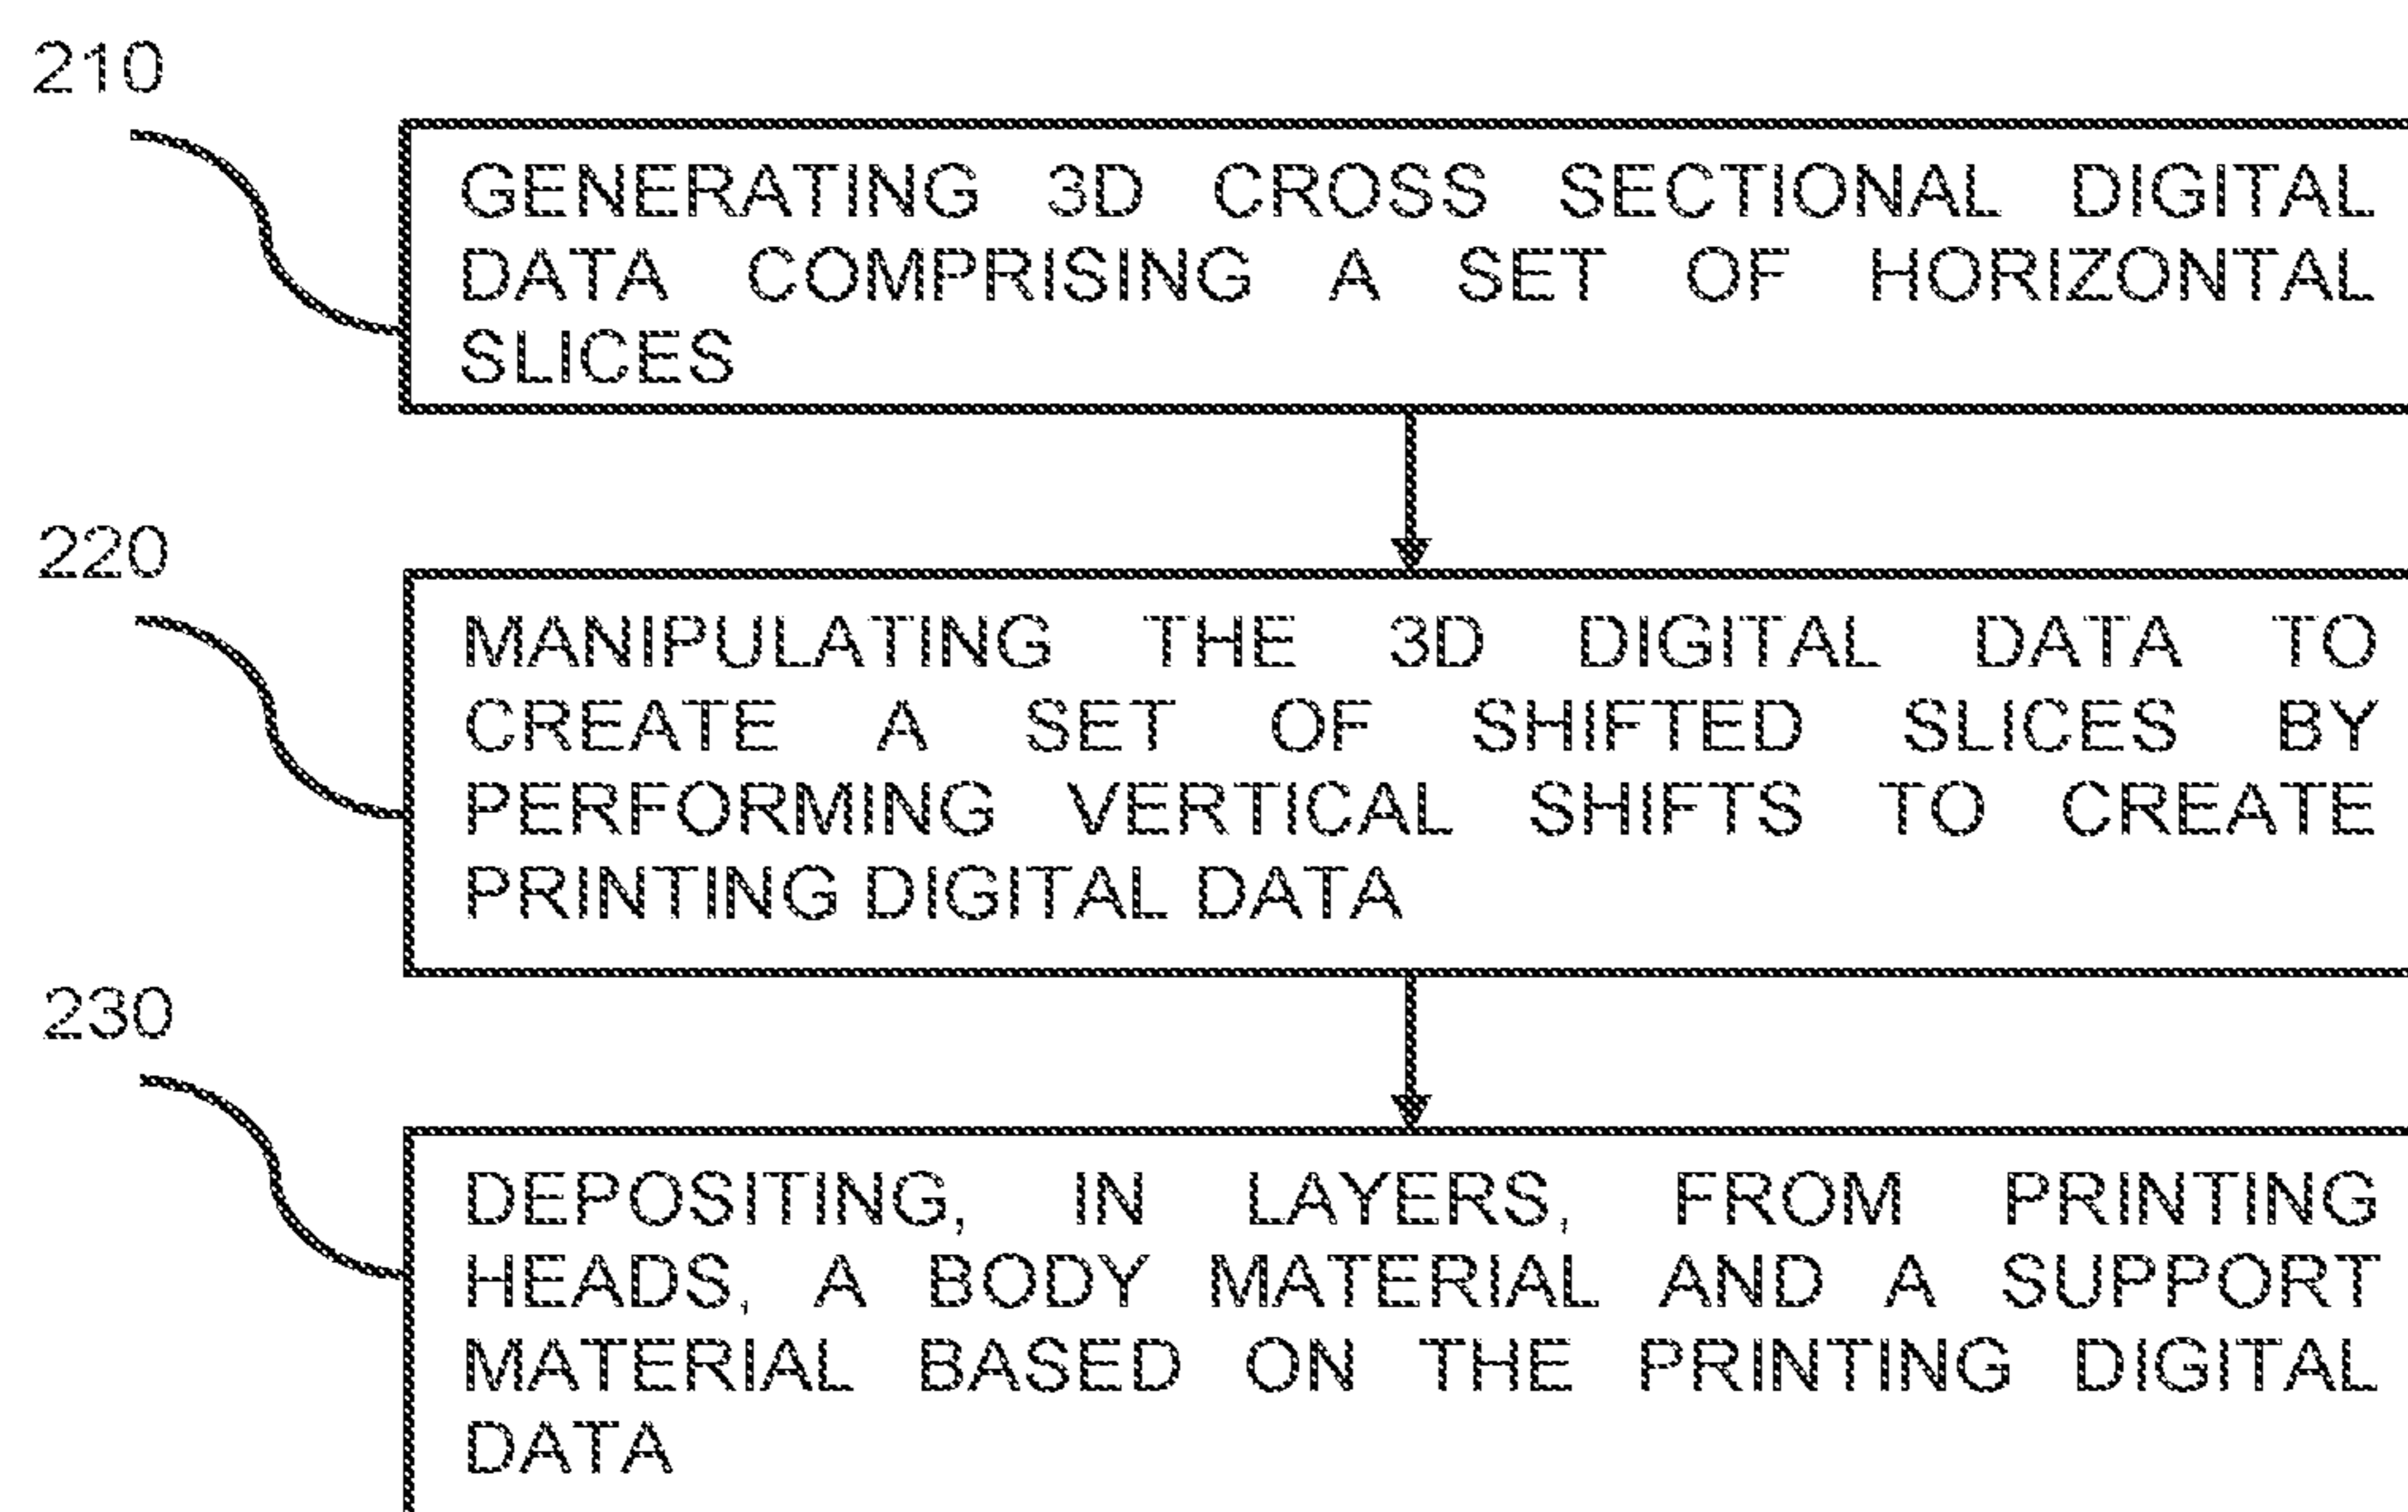 210
GENERATING 3D CROSS SECTIONAL DIGITAL
DATA COMPRISING A SET OF HORIZONTAL
SLICES
220
MANIPULATING THE 3D DIGITAL DATA TO
CREATE A SET OF SHIFTED SLICES BY
PERFORMING VERTICAL SHIFTS TO CREATE
PRINTING DIGITAL DATA
230
DEPOSITING, IN LAYERS, FROM PRINTING
HEADS, A BODY MATERIAL AND A SUPPORT
MATERIAL BASED ON THE PRINTING DIGITAL
DATA